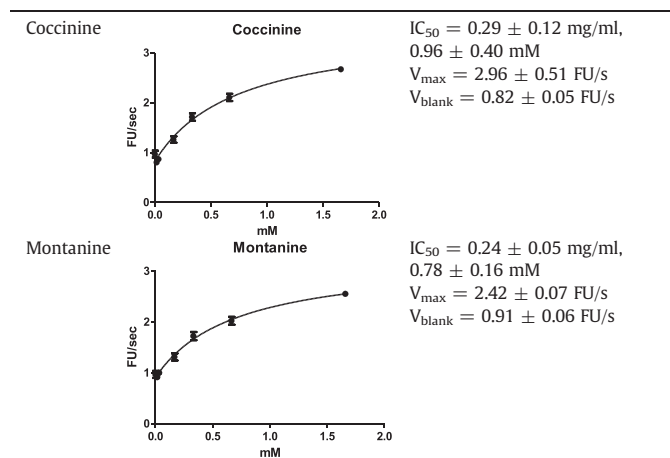 Coccinine
Coccinine
3
2
1
0
FU/sec
0.0 0.5 1.0 1.5 2.0
mM
IC50 = 0.29 ± 0.12 mg/ml,
0.96 ± 0.40 mM
Vmax = 2.96 ± 0.51 FU/s
Vblank = 0.82 ± 0.05 FU/s
Montanine
Montanine
3
2
1
0
FU/sec
0.0 0.5 1.0 1.5 2.0
mM
IC50 = 0.24 ± 0.05 mg/ml,
0.78 ± 0.16 mM
Vmax = 2.42 ± 0.07 FU/s
Vblank = 0.91 ± 0.06 FU/s